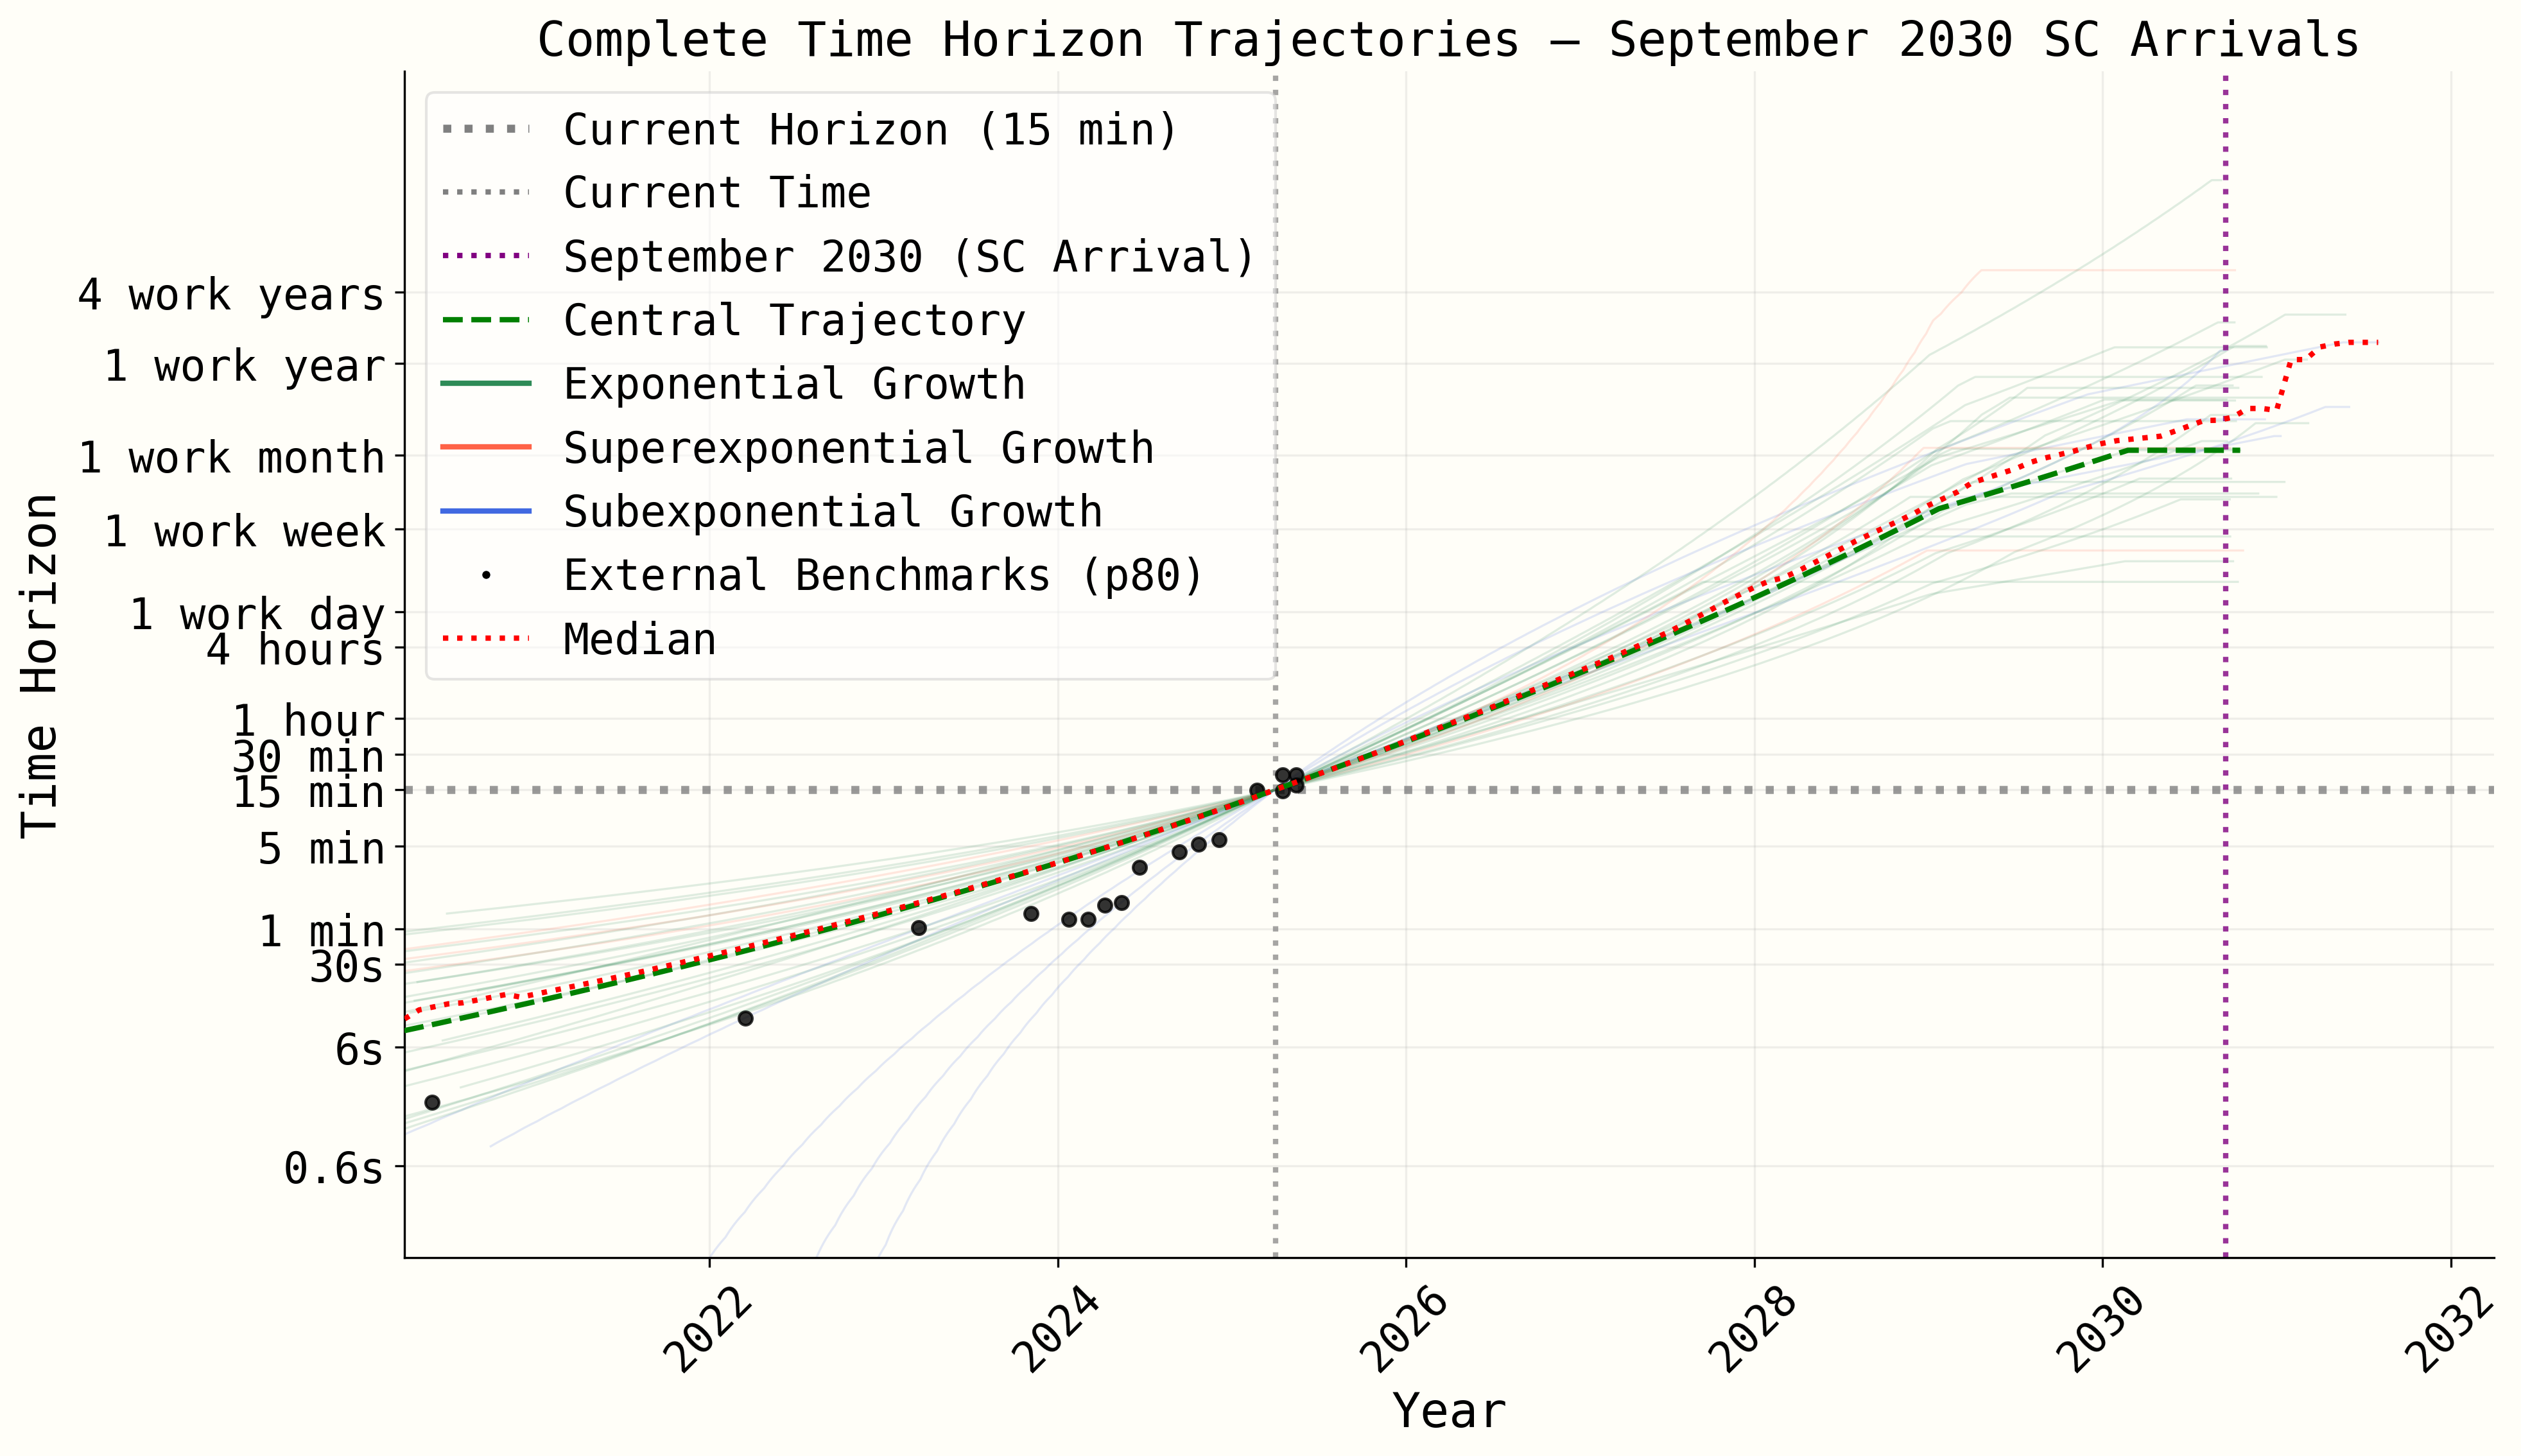 Complete Time Horizon Trajectories — September 2030 SC Arrivals
Current Horizon (15 min)
Current Time
September 2030 (SC Arrival)
Central Trajectory
Exponential Growth
Superexponential Growth
Subexponential Growth
External Benchmarks (p80)
Median
Time Horizon
4 work years
1 work year
1 work month
1 work week
1 work day
4 hours
1 hour
30 min
15 min
5 min
1 min
30s
6s
0.6s
2022
2024
2026
2028
2030
2032
Year